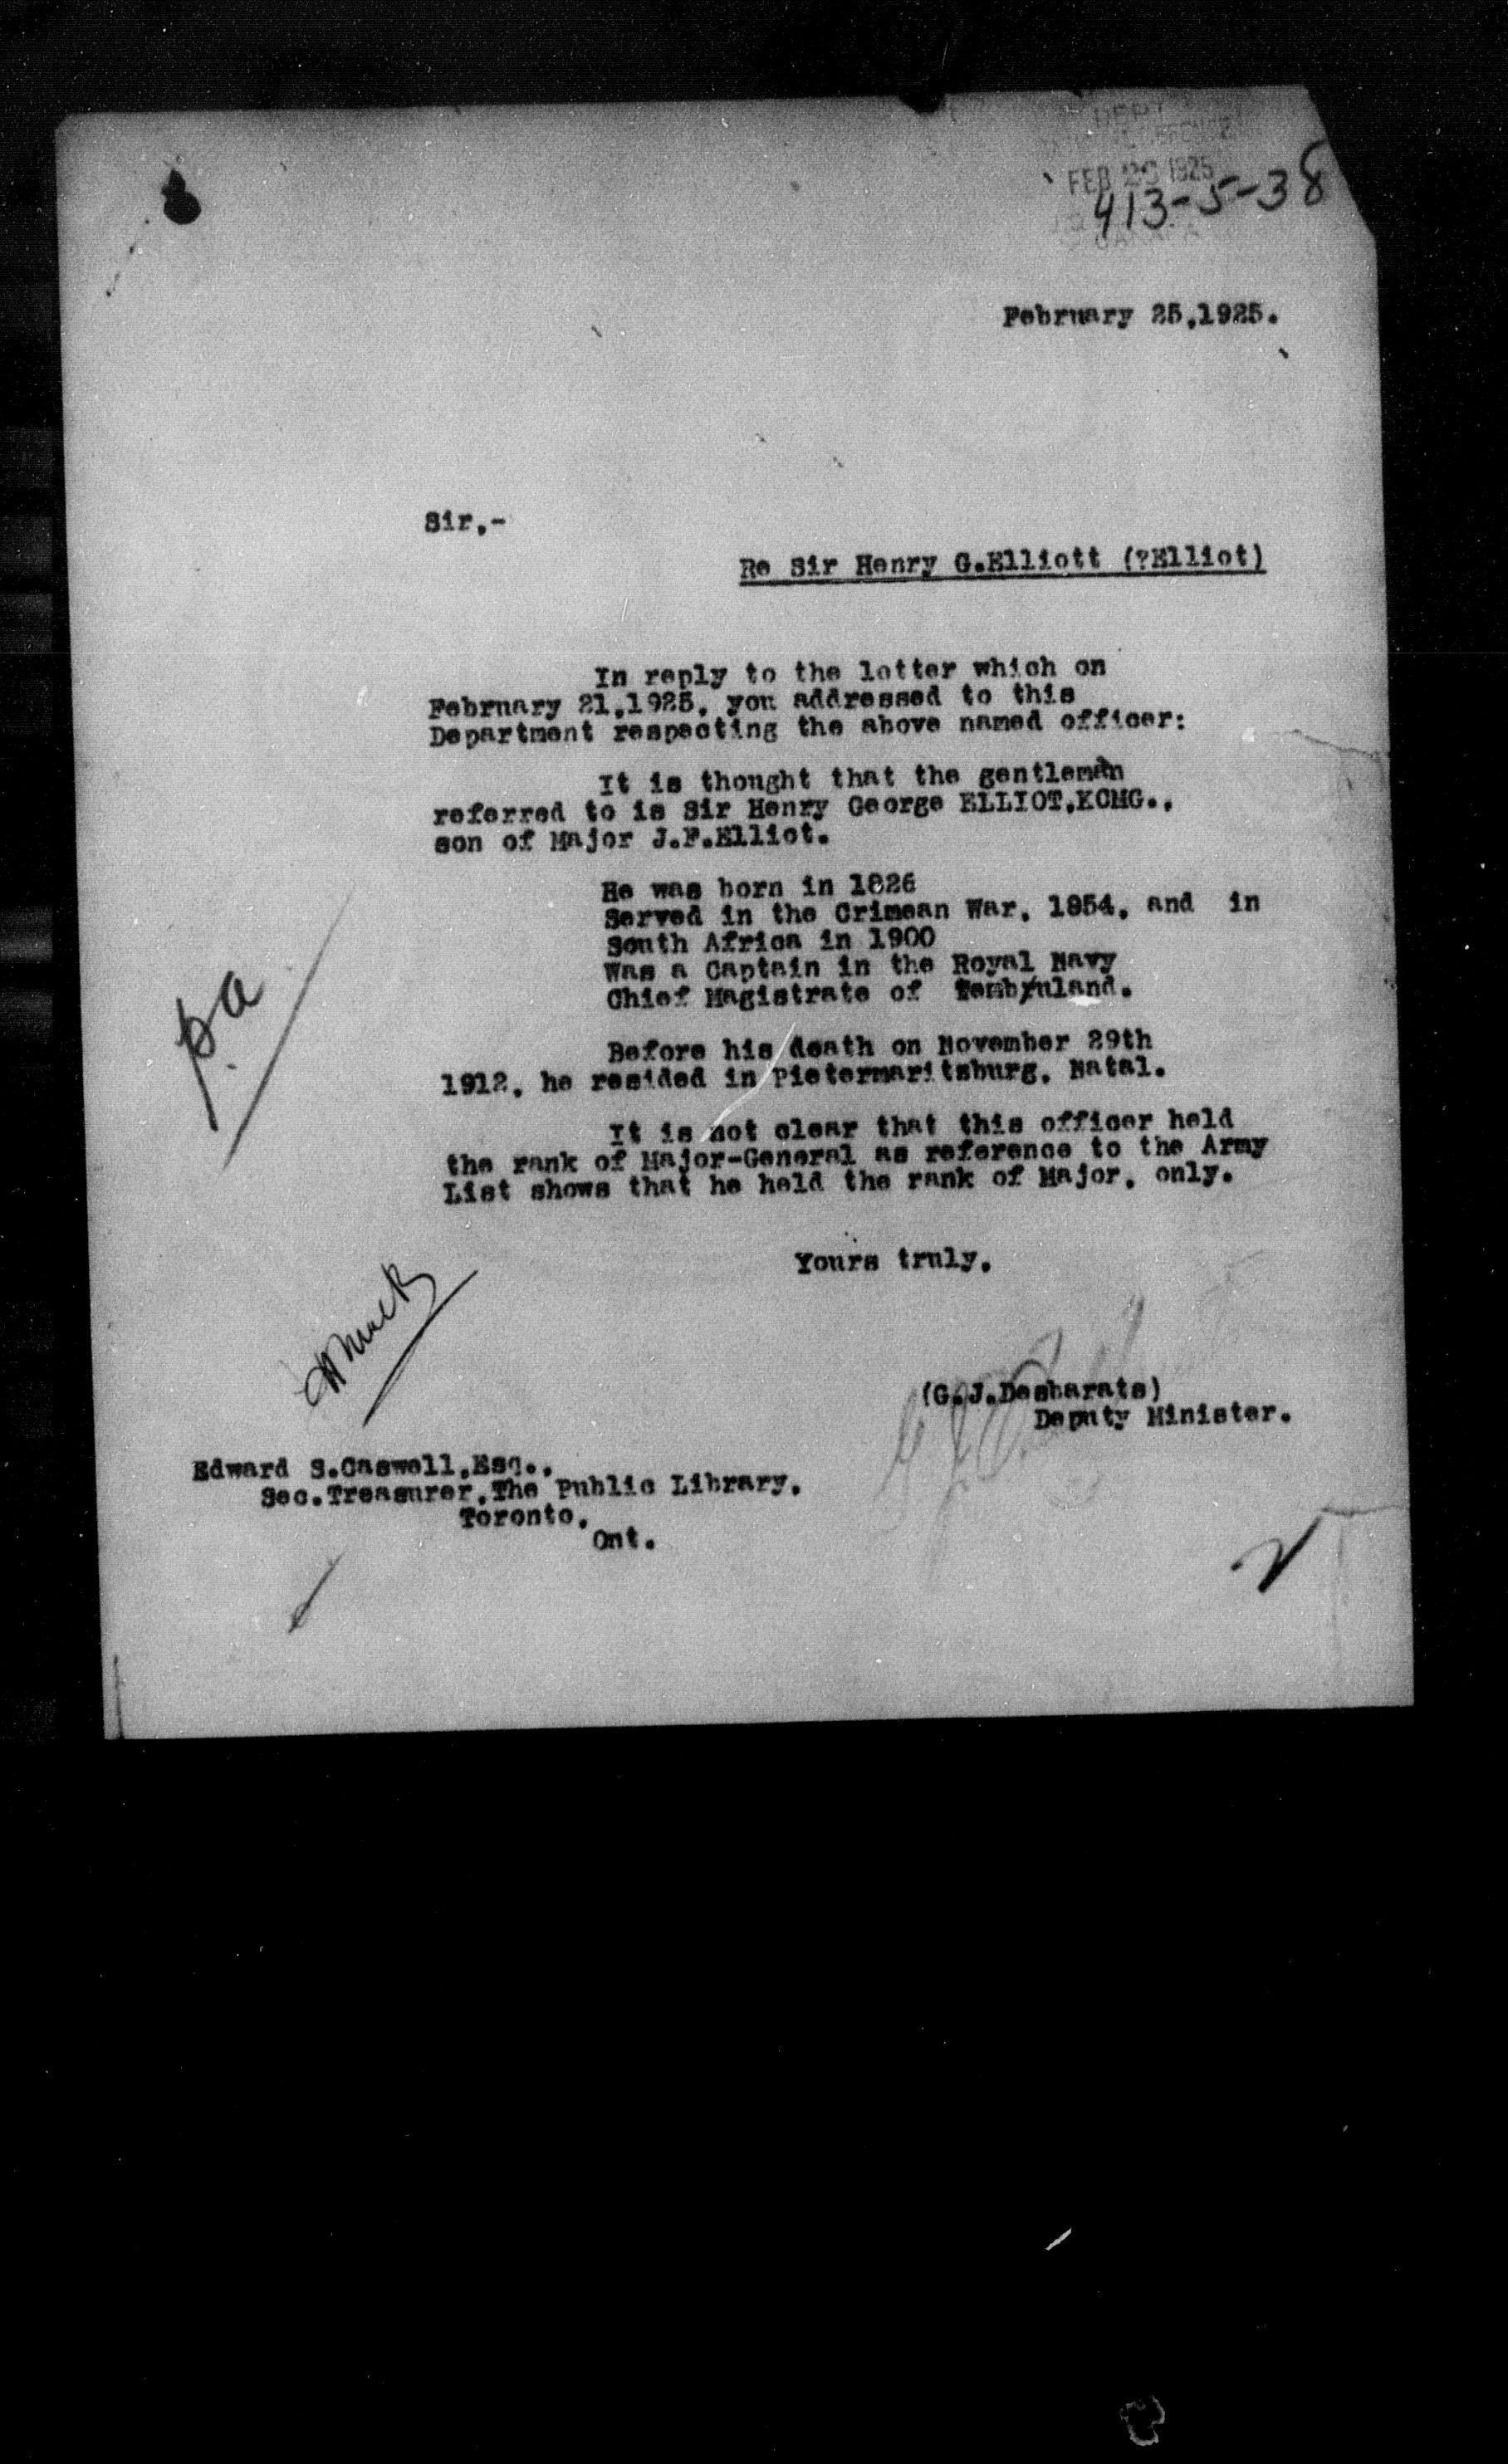 DEPT
FEB 26 1925
413-5-38
February 25,1925.
Sir,-
Re Sir Henry G.Elliott (?Elliot)
In reply to the letter which on
February 21,1925, you addressed to this
Department respecting the above named officer:
It is thought that the gentleman
referred to is Sir Henry George ELLIOT,KCMG.,
son of Major J.F.Elliot.
He was born in 1826
Served in the Crimean War, 1854, and in
South Africa in 1900
Was a Captain in the Royal Navy
Chief Magistrate of
Before his death on November 29th
1912, he resided in Pietermaritzburg, Natal.
It is not clear that this officer held
the rank of Major-General as reference to the Army
List shows that he held the rank of Major, only.
Yours truly,
(G.J.Desbarats)
Deputy Minister.
Edward S.Caswell,Esq.,
Sec.Treasurer,The Public Library,
Toronto,
Ont.
pa